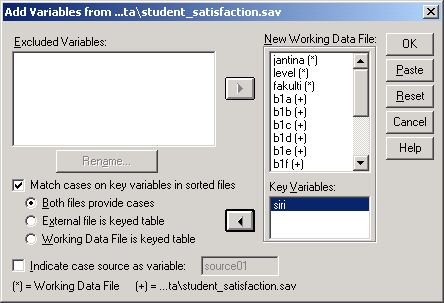 Add Variables from ...ta\student_satisfaction.sav
Excluded Variables:
New Working Data File:
jantina (*)
level (*)
fakulti (*)
b1a (+)
b1b (+)
b1c (+)
b1d (+)
b1e (+)
b1f (+)
OK
Paste
Reset
Cancel
Help
Rename...
Match cases on key variables in sorted files
Both files provide cases
External file is keyed table
Working Data File is keyed table
Key Variables:
siri
Indicate case source as variable: source01
(*) = Working Data File (+) = ...ta\student_satisfaction.sav